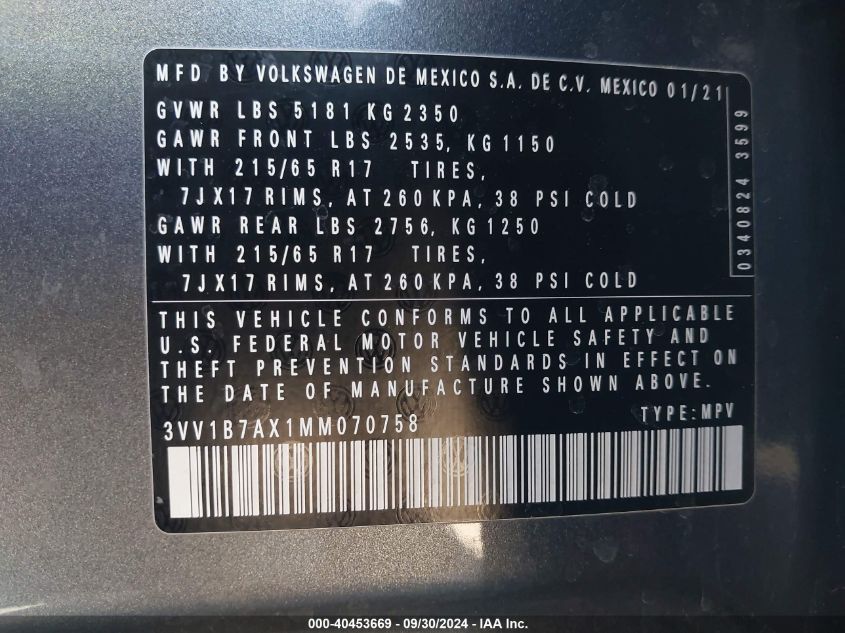 MFD BY VOLKSWAGEN DE MEXICO S.A. DE C.V. MEXICO 01/21
GVWR LBS 5181 KG 2350
GAWR FRONT LBS 2535, KG 1150
WITH 215/65 R17 TIRES,
7JX17 RIMS, AT 260 KPA, 38 PSI COLD
GAWR REAR LBS 2756, KG 1250
WITH 215/65 R17 TIRES,
7JX17 RIMS, AT 260 KPA, 38 PSI COLD
0340824 3599
THIS VEHICLE CONFORMS TO ALL APPLICABLE
U.S. FEDERAL MOTOR VEHICLE SAFETY AND
THEFT PREVENTION STANDARDS IN EFFECT ON
THE DATE OF MANUFACTURE SHOWN ABOVE.
3VV1B7AX1MM070758 TYPE: MPV
000-40453669 / 09/30/2024 - IAA Inc.